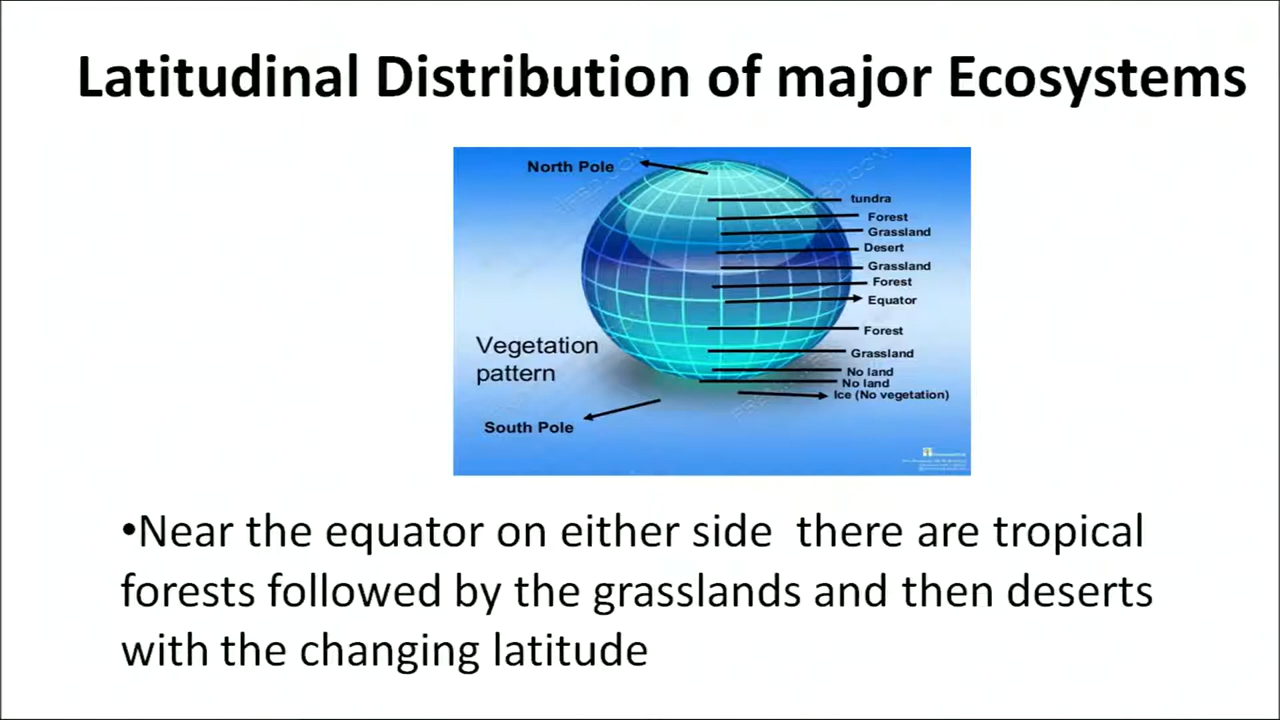 Latitudinal Distribution of major Ecosystems
North Pole
tundra
Forest
Grassland
Desert
Grassland
Forest
Equator
Forest
Vegetation
pattern
Grassland
No land
No land
Ice (No vegetation)
South Pole
•Near the equator on either side there are tropical
forests followed by the grasslands and then deserts
with the changing latitude